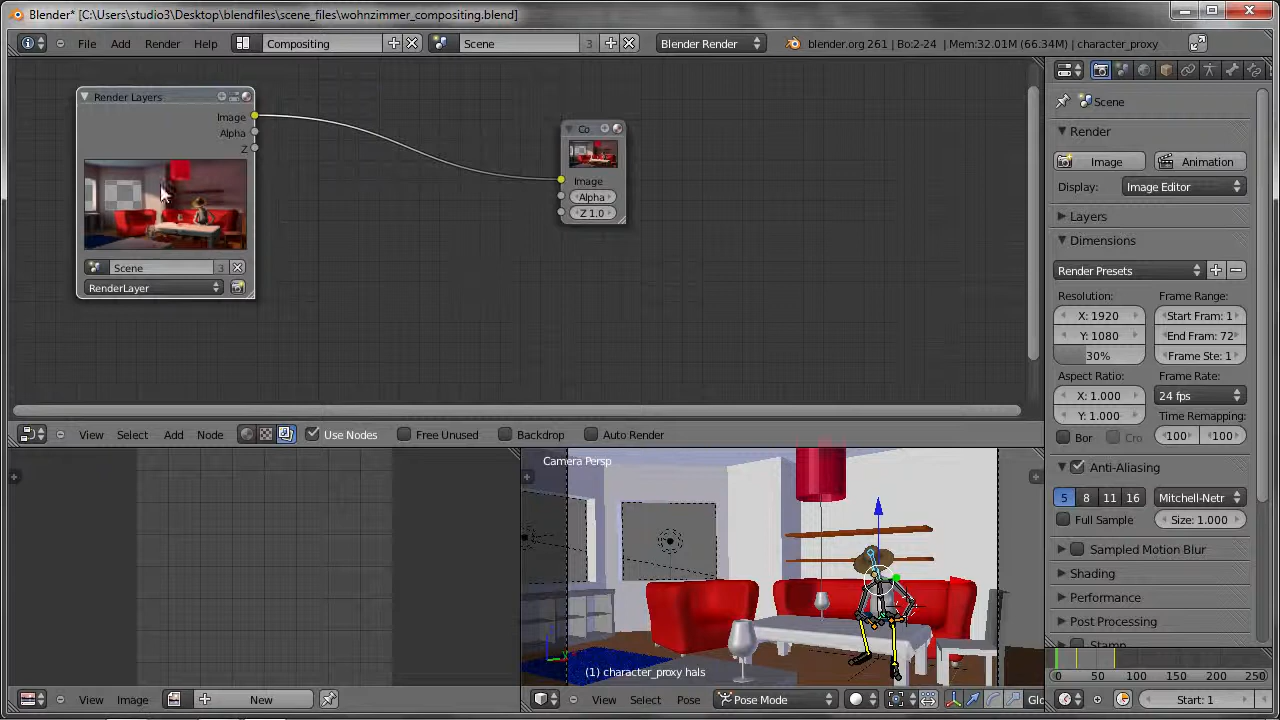 Blender* [C:\Users\studio3\Desktop\blendfiles\scene_files\wohnzimmer_compositing.blend]
File Add Render Help Compositing Scene 3 Blender Render blender.org 261 | Bo:2-24 | Mem:32.01M (66.34M) | character_proxy
Render Layers
Image
Alpha
Z
Scene 3
RenderLayer
Co
Image
Alpha
Z 1.0
View Select Add Node Use Nodes Free Unused Backdrop Auto Render
Camera Persp
(1) character_proxy hals
View Image New
View Select Pose Pose Mode Glo
Scene
Render
Image Animation
Display: Image Editor
Layers
Dimensions
Render Presets
Resolution: Frame Range:
X: 1920 Start Fram: 1
Y: 1080 End Fram: 72
30% Frame Ste: 1
Aspect Ratio: Frame Rate:
X: 1.000 24 fps
Y: 1.000 Time Remapping:
Bor Cro 100 100
Anti-Aliasing
5 8 11 16 Mitchell-Netr
Full Sample Size: 1.000
Sampled Motion Blur
Shading
Performance
Post Processing
Stamp
0 50 100 150 200 250
Start: 1